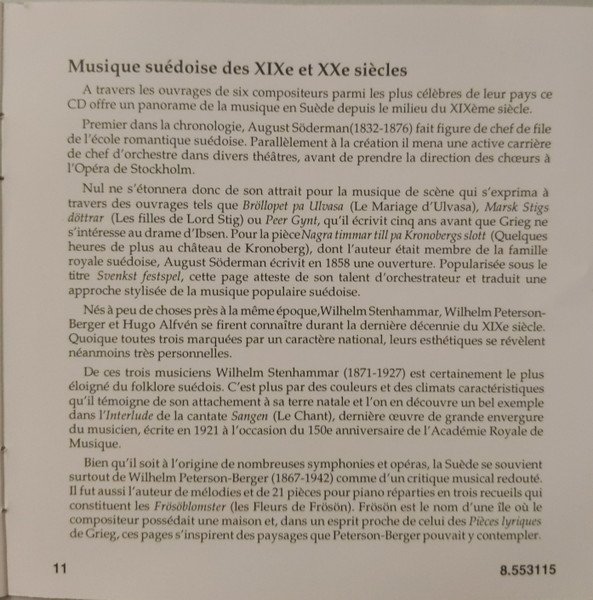 Musique suédoise des XIXe et XXe siècles
A travers les ouvrages de six compositeurs parmi les plus célèbres de leur pays ce
CD offre un panorama de la musique en Suède depuis le milieu du XIXème siècle.
Premier dans la chronologie, August Söderman(1832-1876) fait figure de chef de file
de l'école romantique suédoise. Parallèlement à la création il mena une active carrière
de chef d'orchestre dans divers théâtres, avant de prendre la direction des chœurs à
l'Opéra de Stockholm.
Nul ne s'étonnera donc de son attrait pour la musique de scène qui s'exprima à
travers des ouvrages tels que Bröllopet pa Ulvasa (Le Mariage d'Ulvasa), Marsk Stigs
döttrar (Les filles de Lord Stig) ou Peer Gynt, qu'il écrivit cinq ans avant que Grieg ne
s'intéresse au drame d'Ibsen. Pour la pièce Nagra timmar till pa Kronobergs slott (Quelques
heures de plus au château de Kronoberg), dont l'auteur était membre de la famille
royale suédoise, August Söderman écrivit en 1858 une ouverture. Popularisée sous le
titre Svenkst festspel, cette page atteste de son talent d'orchestrateur et traduit une
approche stylisée de la musique populaire suédoise.
Nés à peu de choses près à la même époque,Wilhelm Stenhammar, Wilhelm Peterson-
Berger et Hugo Alfvén se firent connaître durant la dernière décennie du XIXe siècle.
Quoique toutes trois marquées par un caractère national, leurs esthétiques se révèlent
néanmoins très personnelles.
De ces trois musiciens Wilhelm Stenhammar (1871-1927) est certainement le plus
éloigné du folklore suédois. C'est plus par des couleurs et des climats caractéristiques
qu'il témoigne de son attachement à sa terre natale et l'on en découvre un bel exemple
dans l'Interlude de la cantate Sangen (Le Chant), dernière œuvre de grande envergure
du musicien, écrite en 1921 à l'occasion du 150e anniversaire de l'Académie Royale de
Musique.
Bien qu'il soit à l'origine de nombreuses symphonies et opéras, la Suède se souvient
surtout de Wilhelm Peterson-Berger (1867-1942) comme d'un critique musical redouté.
Il fut aussi l'auteur de mélodies et de 21 pièces pour piano réparties en trois recueils qui
constituent les Frösöblomster (les Fleurs de Frösön). Frösön est le nom d'une île où le
compositeur possédait une maison et, dans un esprit proche de celui des Pièces lyriques
de Grieg, ces pages s'inspirent des paysages que Peterson-Berger pouvait y contempler.
11
8.553115